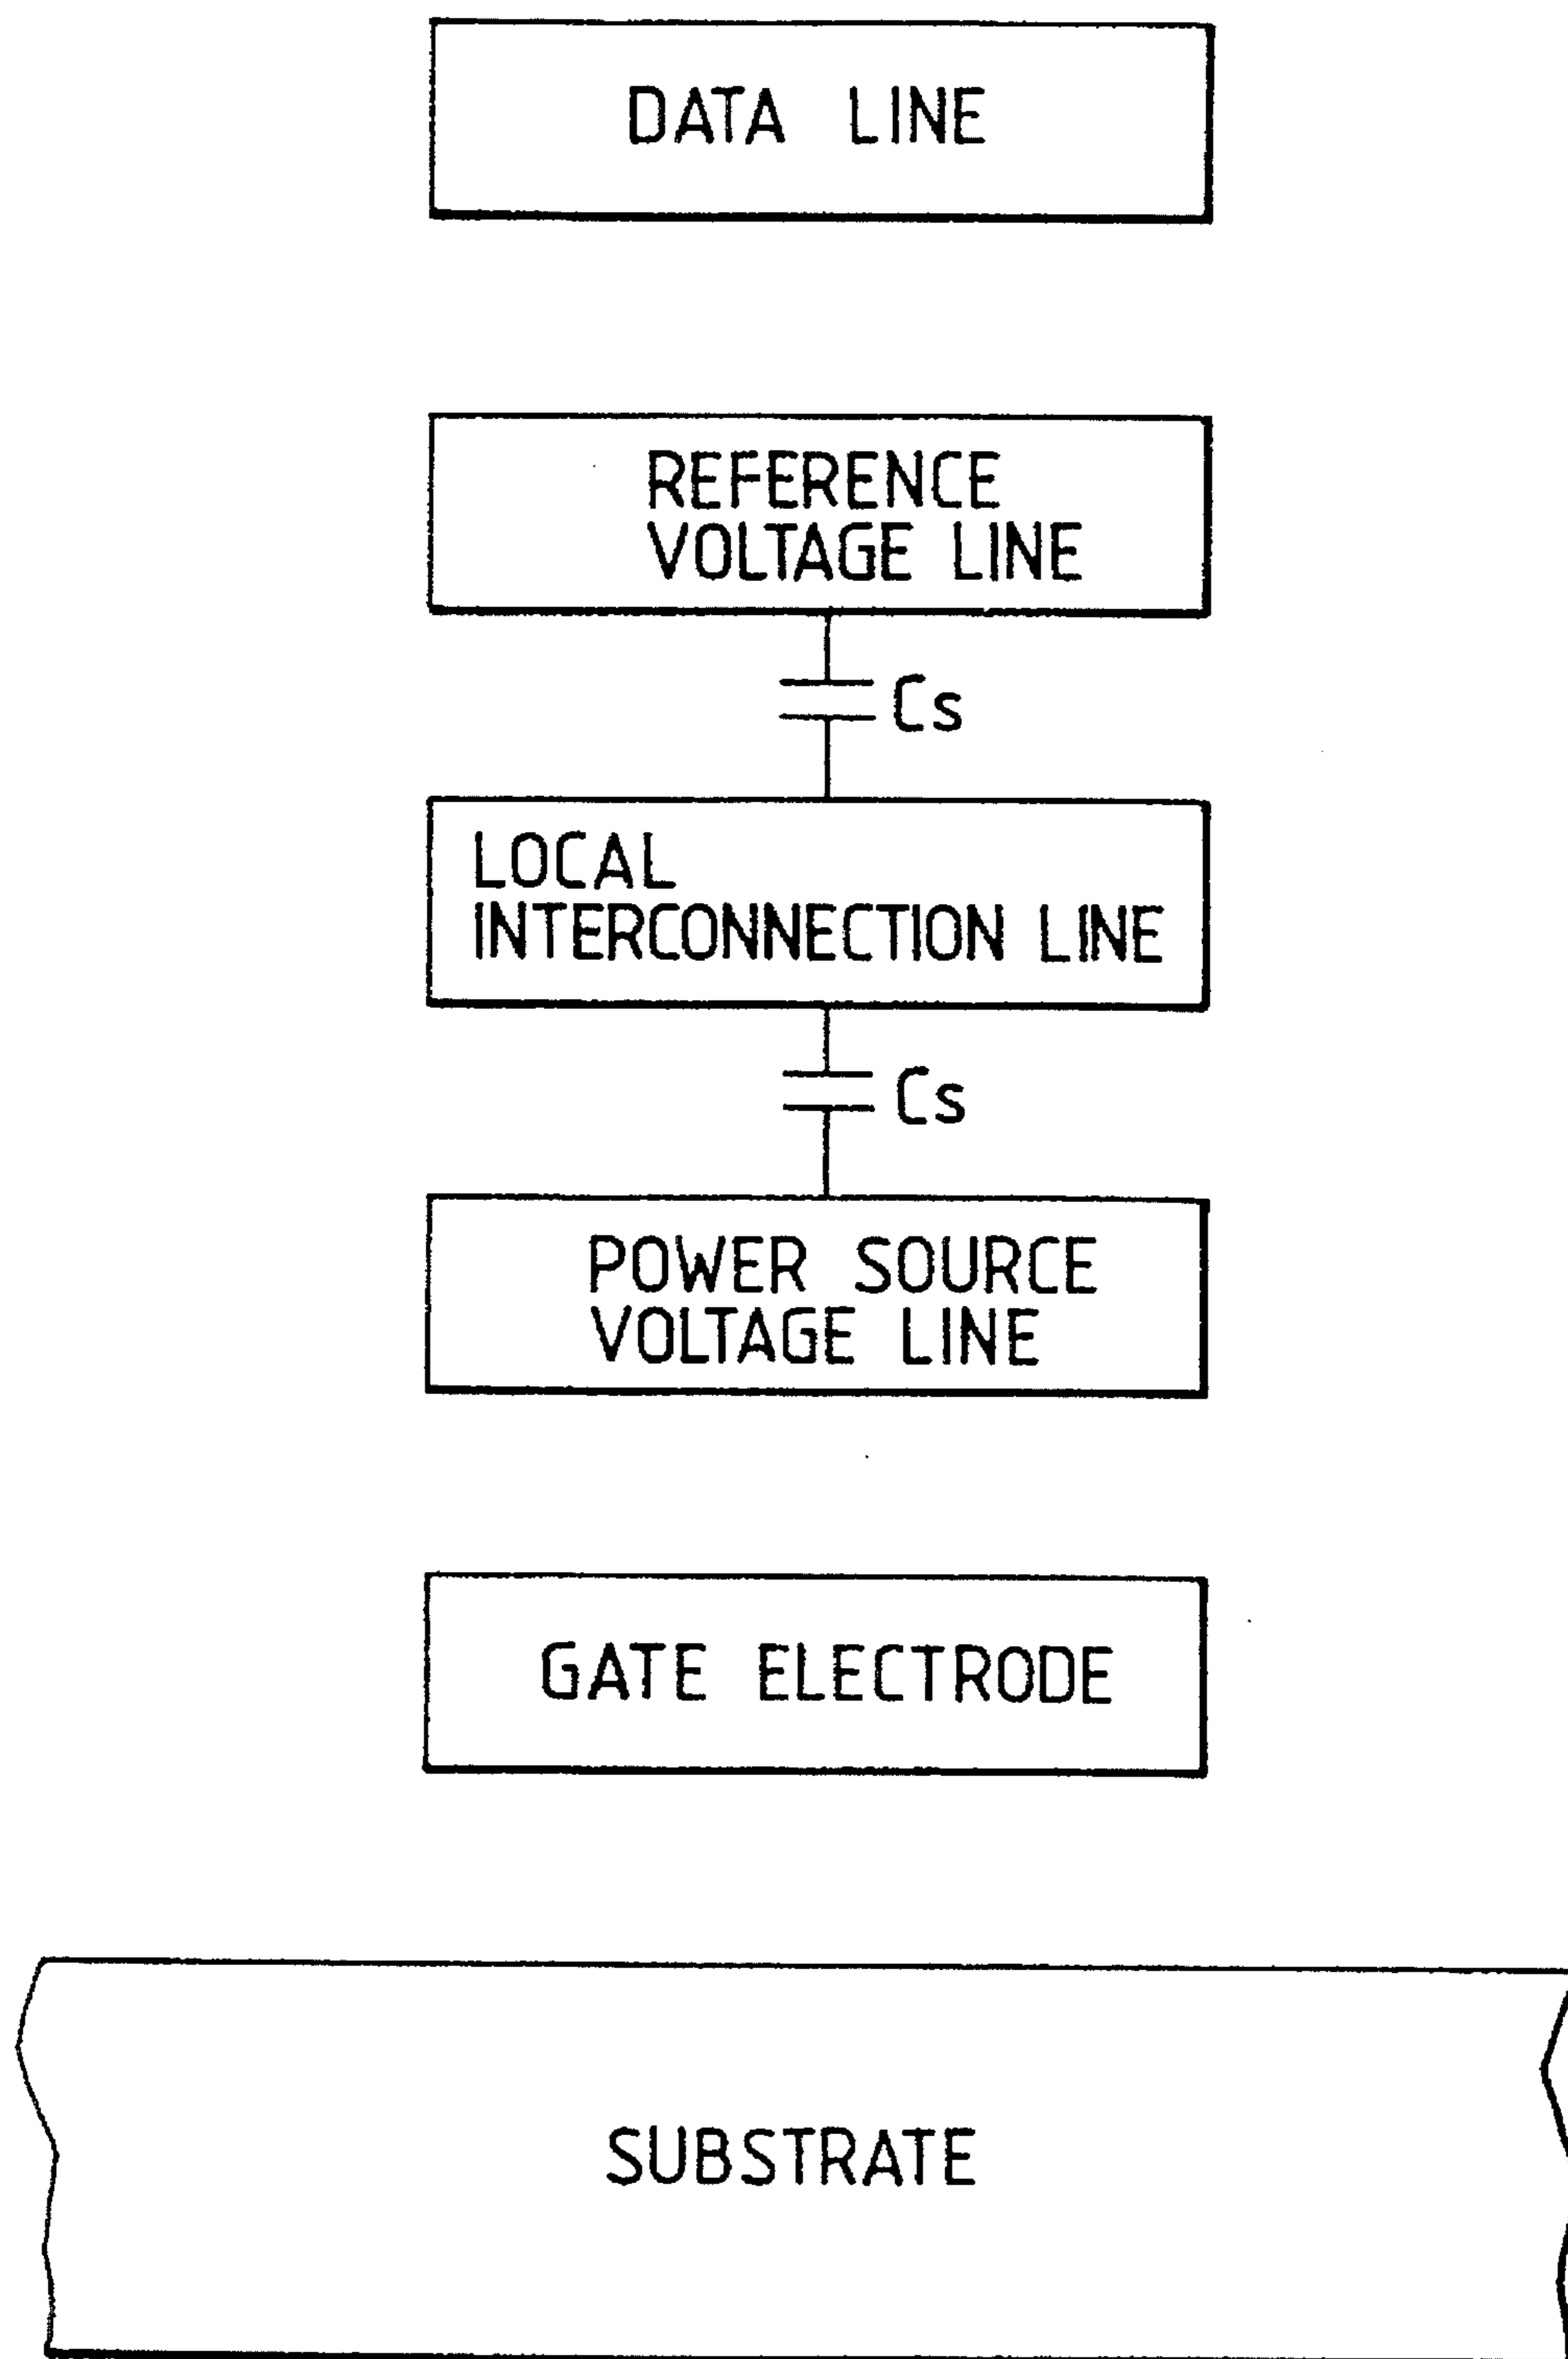 DATA LINE
REFERENCE
VOLTAGE LINE
Cs
LOCAL
INTERCONNECTION LINE
Cs
POWER SOURCE
VOLTAGE LINE
GATE ELECTRODE
SUBSTRATE